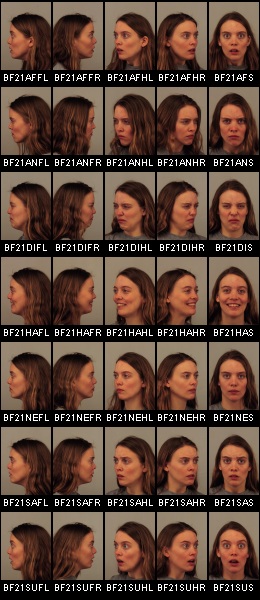 BF21AFFL BF21AFFR BF21AFHL BF21AFHR BF21AFS
BF21ANFL BF21ANFR BF21ANHL BF21ANHR BF21ANS
BF21DIFL BF21DIFR BF21DIHL BF21DIHR BF21DIS
BF21HAFL BF21HAFR BF21HAHL BF21HAHR BF21HAS
BF21NEFL BF21NEFR BF21NEHL BF21NEHR BF21NES
BF21SAFL BF21SAFR BF21SAHL BF21SAHR BF21SAS
BF21SUFL BF21SUFR BF21SUHL BF21SUHR BF21SUS